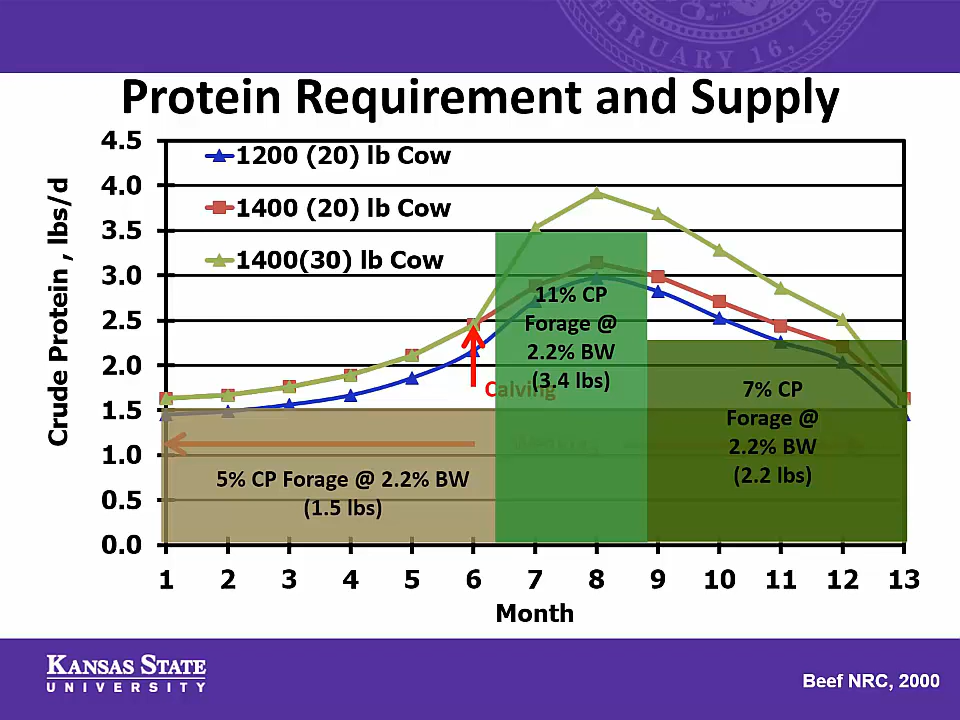 FEBRUARY 16, 186
Protein Requirement and Supply
Crude Protein , lbs/d
4.5
4.0
3.5
3.0
2.5
2.0
1.5
1.0
0.5
0.0
1200 (20) lb Cow
1400 (20) lb Cow
1400(30) lb Cow
11% CP
Forage @
2.2% BW
(3.4 lbs)
Calving
7% CP
Forage @
2.2% BW
(2.2 lbs)
5% CP Forage @ 2.2% BW
(1.5 lbs)
1 2 3 4 5 6 7 8 9 10 11 12 13
Month
KANSAS STATE
UNIVERSITY
Beef NRC, 2000